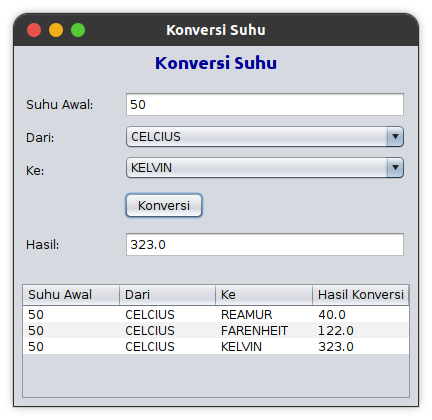 Konversi Suhu
Konversi Suhu
Suhu Awal: 50
Dari: CELCIUS
Ke: KELVIN
Konversi
Hasil: 323.0
Suhu Awal Dari Ke Hasil Konversi
50 CELCIUS REAMUR 40.0
50 CELCIUS FARENHEIT 122.0
50 CELCIUS KELVIN 323.0